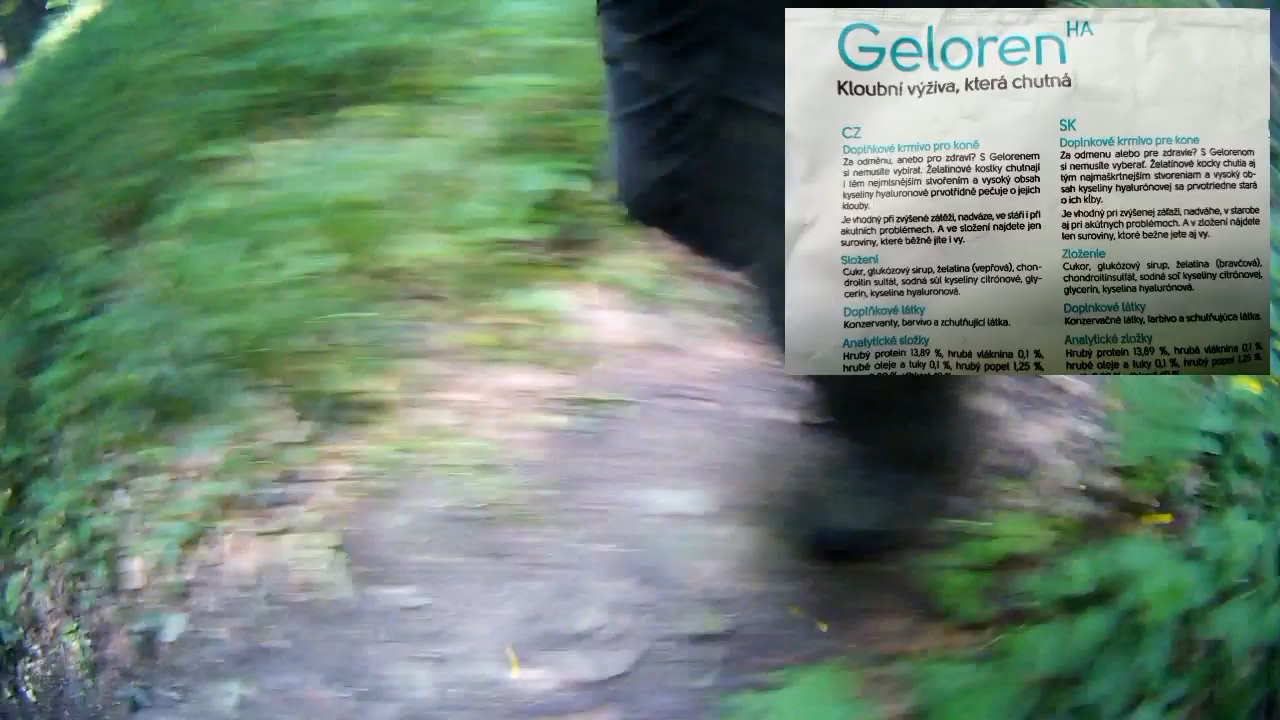 Geloren HA
Kloubní výživa, která chutná
CZ
Doplňkové krmivo pro koně
Za odměnu, anebo pro zdraví? S Gelorenem
si nemusíte vybírat. Želatinové kostky chutnají
i těm nejmlsnějším stvořením a vysoký obsah
kyseliny hyaluronové prvotřídně pečuje o jejich
klouby.
Je vhodný při zvýšené zátěži, nadváze, ve stáří i při
akutních problémech. A ve složení najdete jen
suroviny, které běžně jíte i vy.
Složení
Cukr, glukózový sirup, želatina (vepřová), chon-
droitin sulfát, sodná sůl kyseliny citrónové, gly-
cerin, kyselina hyaluronová.
Doplňkové látky
Konzervanty, barvivo a zchutňující látka.
Analytické složky
Hrubý protein 13,89 %, hrubá vláknina 0,1 %,
hrubé oleje a tuky 0,1 %, hrubý popel 1,25 %,
SK
Doplnkové krmivo pre kone
Za odmenu alebo pre zdravie? S Gelorenom
si nemusíte vyberať. Želatínové kocky chutia aj
tým najmaškrtnejším stvoreniam a vysoký ob-
sah kyseliny hyalurónovej sa prvotriedne stará
o ich kĺby.
Je vhodný pri zvýšenej záťaži, nadváhe, v starobe
aj pri akútnych problémoch. A v zložení nájdete
len suroviny, ktoré bežne jete aj vy.
Zloženie
Cukor, glukózový sirup, želatina (bravčová),
chondroitínsulfát, sodná soľ kyseliny citrónovej,
glycerín, kyselina hyalurónová.
Doplnkové látky
Konzervačné látky, farbivo a schutňujúca látka.
Analytické zložky
Hrubý proteín 13,89 %, hrubá vláknina 0,1 %,
hrubé oleje a tuky 0,1 %, hrubý popel 1,25 %,